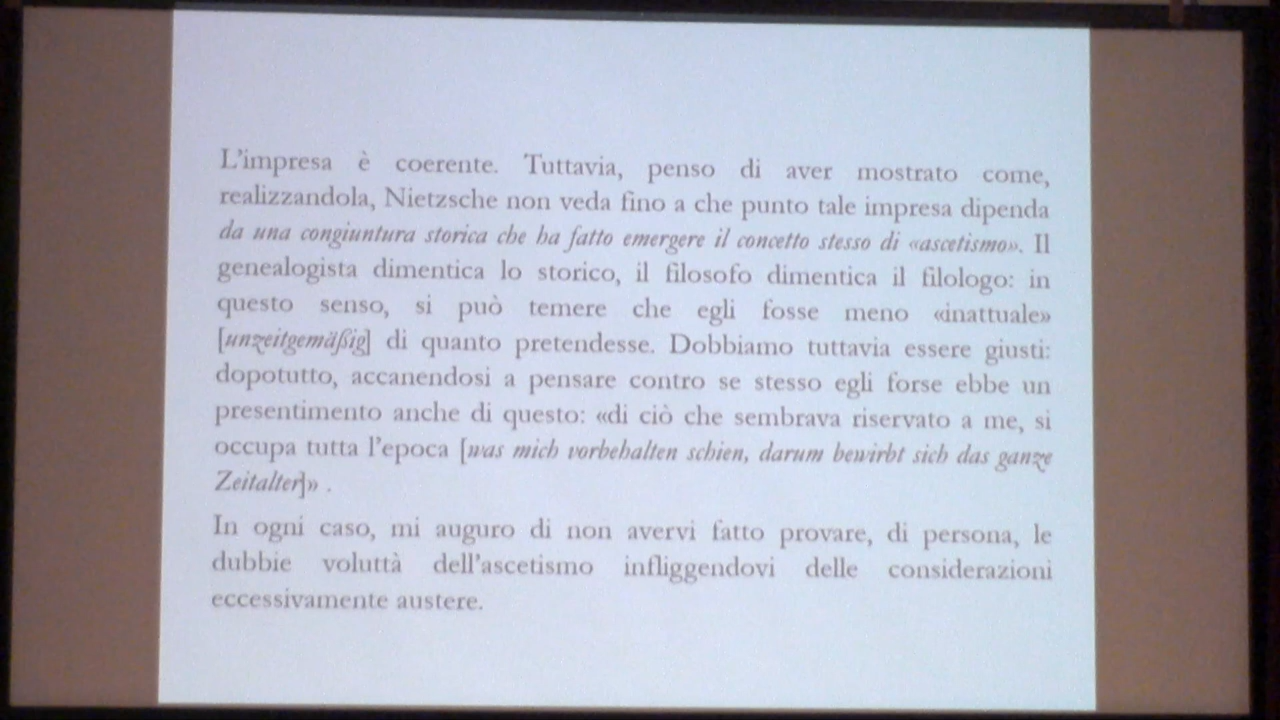 L’impresa è coerente. Tuttavia, penso di aver mostrato come,
realizzandola, Nietzsche non veda fino a che punto tale impresa dipenda
da una congiuntura storica che ha fatto emergere il concetto stesso di «ascetismo». Il
genealogista dimentica lo storico, il filosofo dimentica il filologo: in
questo senso, si può temere che egli fosse meno «inattuale»
[unzeitgemäßig] di quanto pretendesse. Dobbiamo tuttavia essere giusti:
dopotutto, accanendosi a pensare contro se stesso egli forse ebbe un
presentimento anche di questo: «di ciò che sembrava riservato a me, si
occupa tutta l’epoca [was mich vorbehalten schien, darum bewirbt sich das ganze
Zeitalter]» .
In ogni caso, mi auguro di non avervi fatto provare, di persona, le
dubbie voluttà dell’ascetismo infliggendovi delle considerazioni
eccessivamente austere.